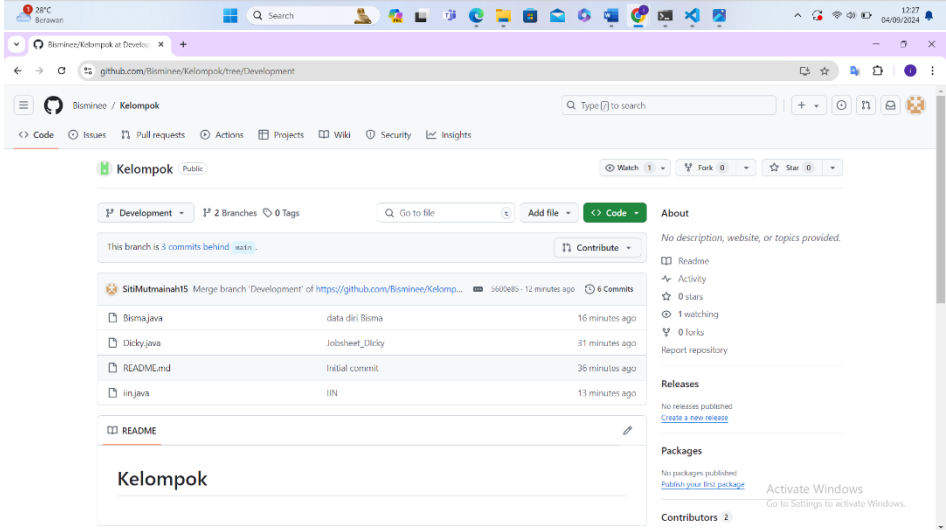 28°C
Berawan
Search
12:27
04/09/2024
Bisminee/Kelompok at Develop
github.com/Bisminee/Kelompok/tree/Development
Bisminee / Kelompok
Type / to search
Code Issues Pull requests Actions Projects Wiki Security Insights
Kelompok Public
Watch 1 Fork 0 Star 0
Development 2 Branches 0 Tags Go to file t Add file Code
About
This branch is 3 commits behind main .
Contribute
No description, website, or topics provided.
Readme
Activity
0 stars
1 watching
0 forks
Report repository
SitiMutmainah15 Merge branch 'Development' of https://github.com/Bisminee/Kelomp... 5600e85 · 12 minutes ago 6 Commits
Bisma.java data diri Bisma 16 minutes ago
Dicky.java Jobsheet_DIcky 31 minutes ago
README.md Initial commit 36 minutes ago
iin.java IIN 13 minutes ago
Releases
No releases published
Create a new release
README
Kelompok
Packages
No packages published
Publish your first package
Contributors 2
Activate Windows
Go to Settings to activate Windows.